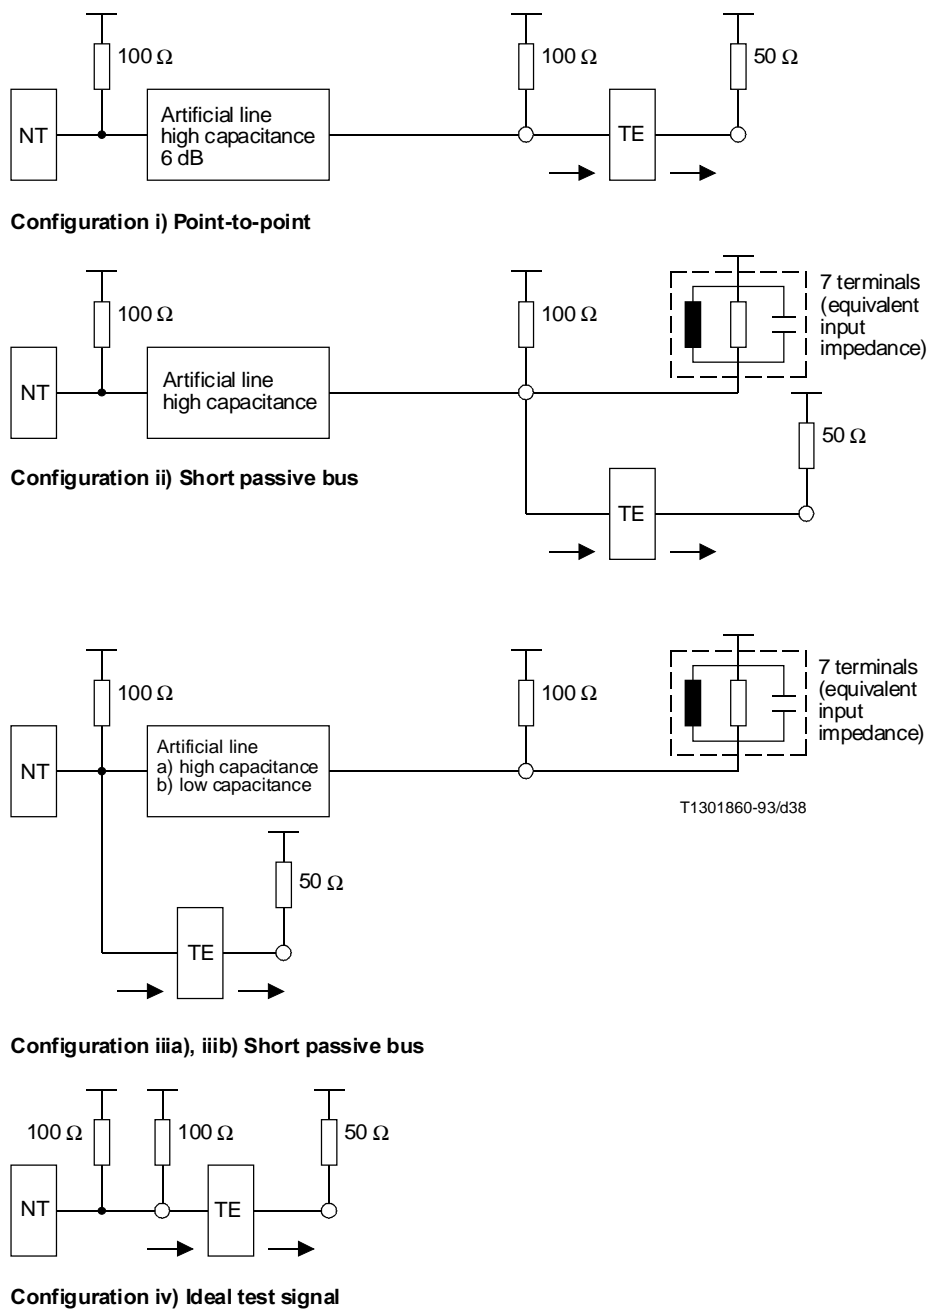 100 Ω
100 Ω
50 Ω
NT
Artificial line
high capacitance
6 dB
TE
Configuration i) Point-to-point
100 Ω
100 Ω
7 terminals
(equivalent
input
impedance)
NT
Artificial line
high capacitance
50 Ω
Configuration ii) Short passive bus
TE
100 Ω
100 Ω
7 terminals
(equivalent
input
impedance)
NT
Artificial line
a) high capacitance
b) low capacitance
T1301860-93/d38
50 Ω
TE
Configuration iiia), iiib) Short passive bus
100 Ω
100 Ω
50 Ω
NT
TE
Configuration iv) Ideal test signal